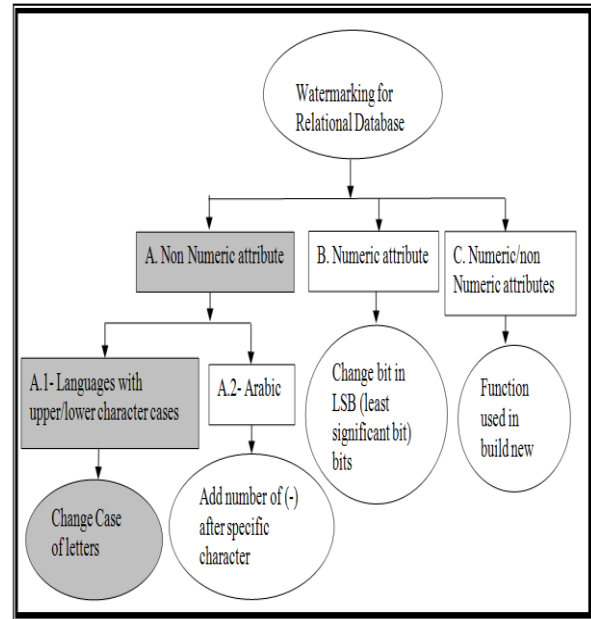 Watermarking for
Relational Database
A. Non Numeric attribute
B. Numeric attribute
C. Numeric/non
Numeric attributes
A.1- Languages with
upper/lower character cases
A.2- Arabic
Change bit in
LSB (least
significant bit)
bits
Function
used in
build new
Change Case
of letters
Add number of (-)
after specific
character